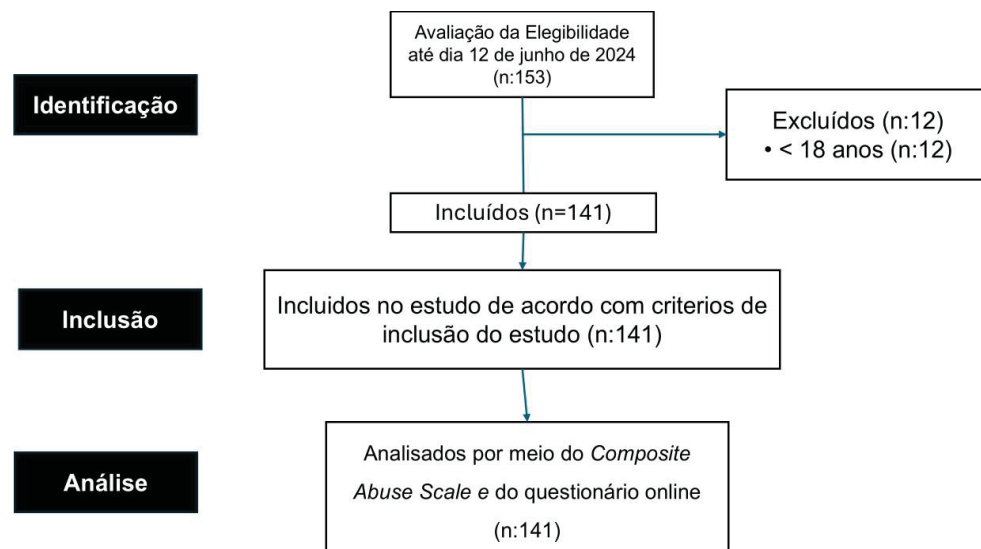 Avaliação da Elegibilidade
até dia 12 de junho de 2024
(n:153)
Identificação
Excluídos (n:12)
• < 18 anos (n:12)
Incluídos (n=141)
Inclusão
Incluidos no estudo de acordo com criterios de
inclusão do estudo (n:141)
Análise
Analisados por meio do Composite
Abuse Scale e do questionário online
(n:141)